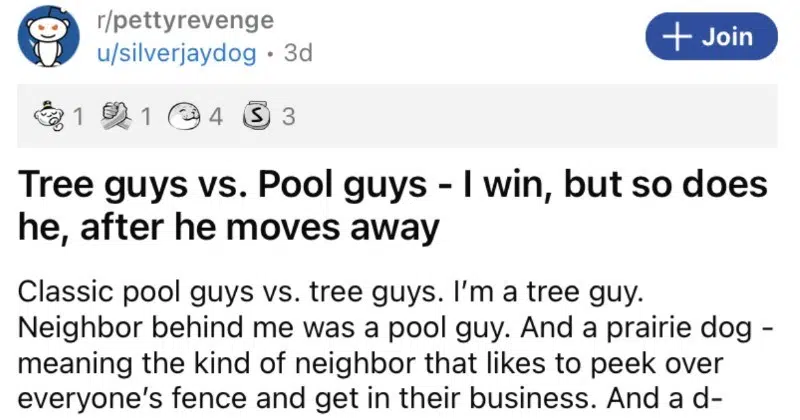 r/pettyrevenge
u/silverjaydog • 3d
+ Join
1 1 4 S 3
Tree guys vs. Pool guys - I win, but so does
he, after he moves away
Classic pool guys vs. tree guys. I’m a tree guy.
Neighbor behind me was a pool guy. And a prairie dog -
meaning the kind of neighbor that likes to peek over
everyone’s fence and get in their business. And a d-